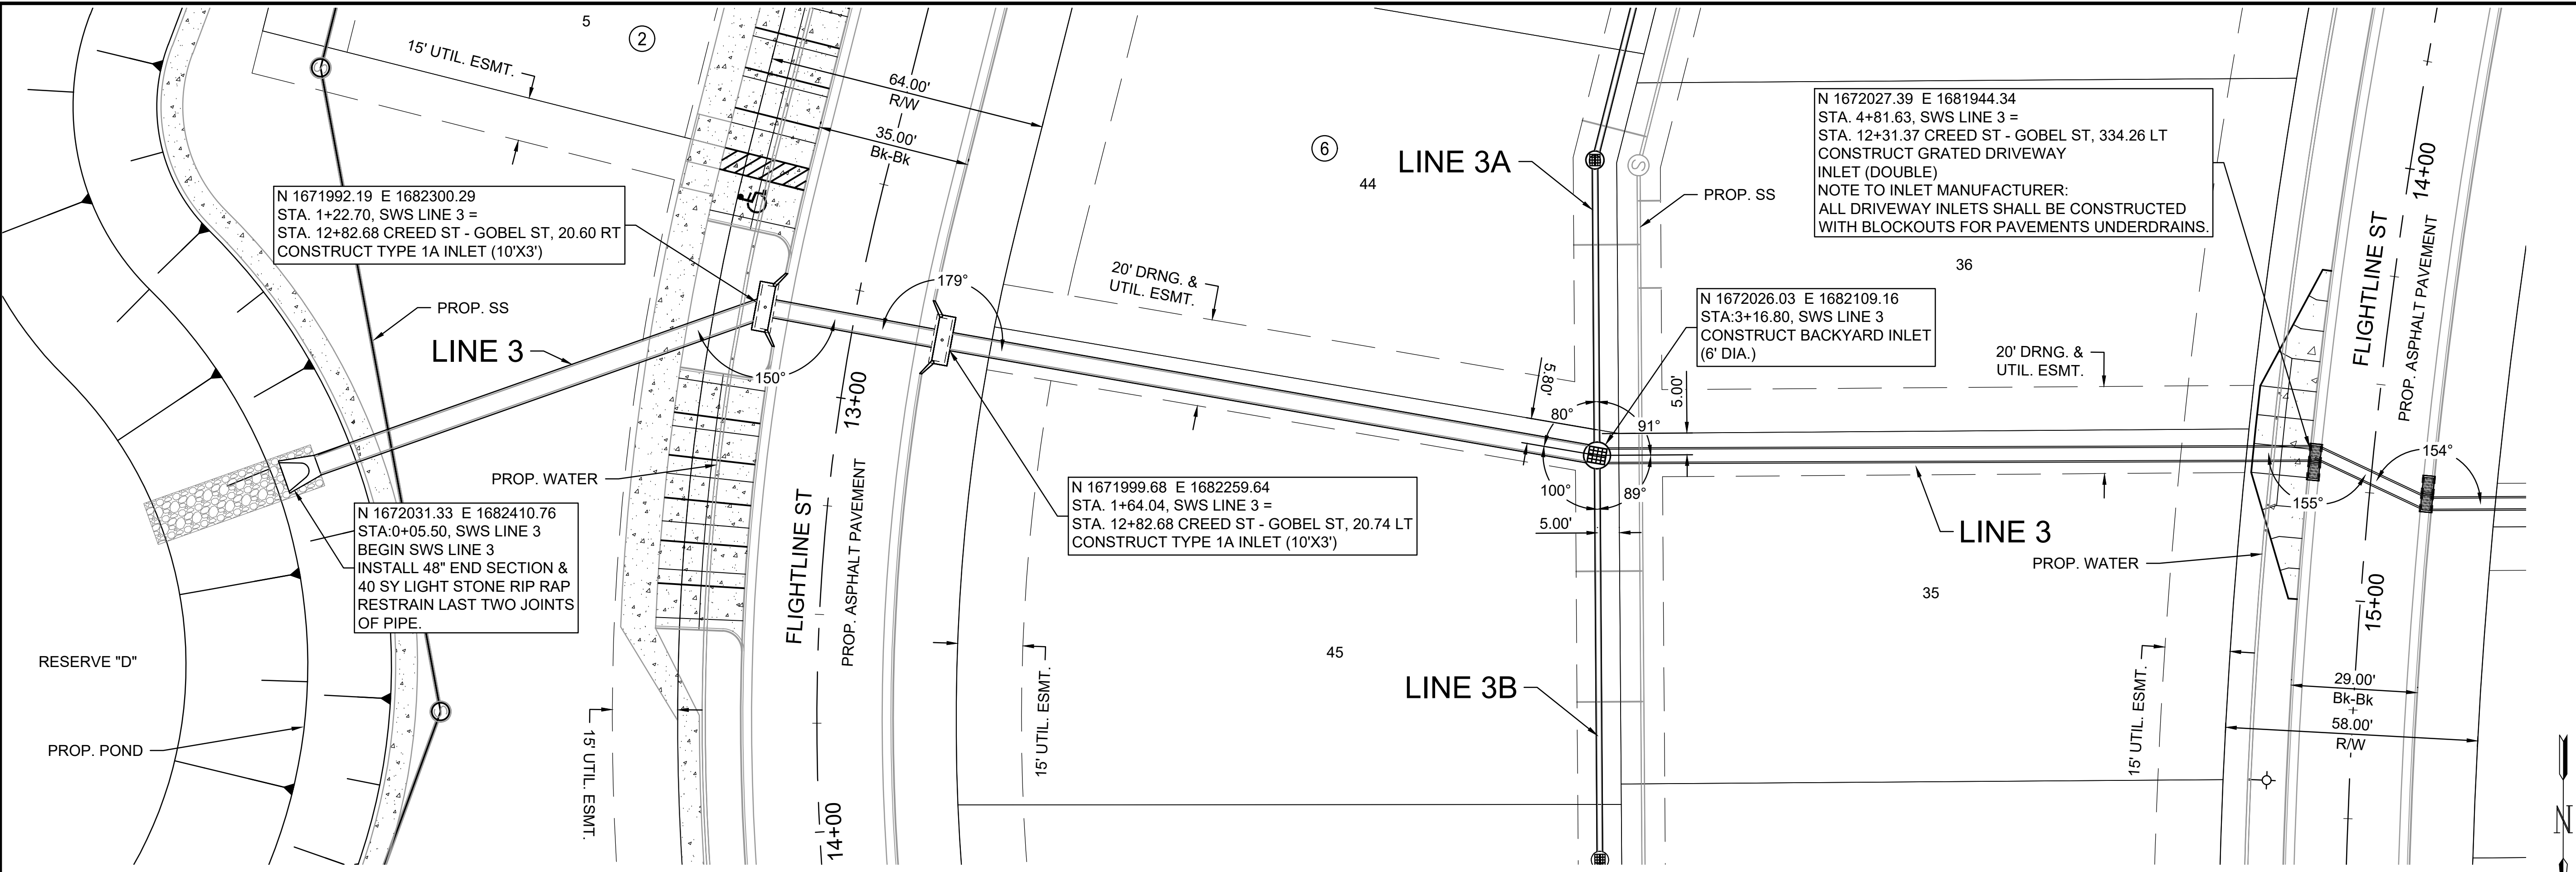 5
2
15' UTIL. ESMT.
64.00'
R/W
35.00'
Bk-Bk
6
44
LINE 3A
PROP. SS
N 1672027.39 E 1681944.34
STA. 4+81.63, SWS LINE 3 =
STA. 12+31.37 CREED ST - GOBEL ST, 334.26 LT
CONSTRUCT GRATED DRIVEWAY
INLET (DOUBLE)
NOTE TO INLET MANUFACTURER:
ALL DRIVEWAY INLETS SHALL BE CONSTRUCTED
WITH BLOCKOUTS FOR PAVEMENTS UNDERDRAINS.
S
14+00
FLIGHTLINE ST
PROP. ASPHALT PAVEMENT
N 1671992.19 E 1682300.29
STA. 1+22.70, SWS LINE 3 =
STA. 12+82.68 CREED ST - GOBEL ST, 20.60 RT
CONSTRUCT TYPE 1A INLET (10'X3')
PROP. SS
LINE 3
150°
179°
20' DRNG. &
UTIL. ESMT.
36
N 1672026.03 E 1682109.16
STA:3+16.80, SWS LINE 3
CONSTRUCT BACKYARD INLET
(6' DIA.)
20' DRNG. &
UTIL. ESMT.
5.80'
5.00'
80°
91°
100°
89°
5.00'
13+00
154°
155°
PROP. WATER
N 1672031.33 E 1682410.76
STA:0+05.50, SWS LINE 3
BEGIN SWS LINE 3
INSTALL 48" END SECTION &
40 SY LIGHT STONE RIP RAP
RESTRAIN LAST TWO JOINTS
OF PIPE.
FLIGHTLINE ST
PROP. ASPHALT PAVEMENT
N 1671999.68 E 1682259.64
STA. 1+64.04, SWS LINE 3 =
STA. 12+82.68 CREED ST - GOBEL ST, 20.74 LT
CONSTRUCT TYPE 1A INLET (10'X3')
LINE 3
PROP. WATER
35
15+00
RESERVE "D"
45
LINE 3B
15' UTIL. ESMT.
15' UTIL. ESMT.
15' UTIL. ESMT.
29.00'
Bk-Bk
58.00'
R/W
PROP. POND
14+00
N